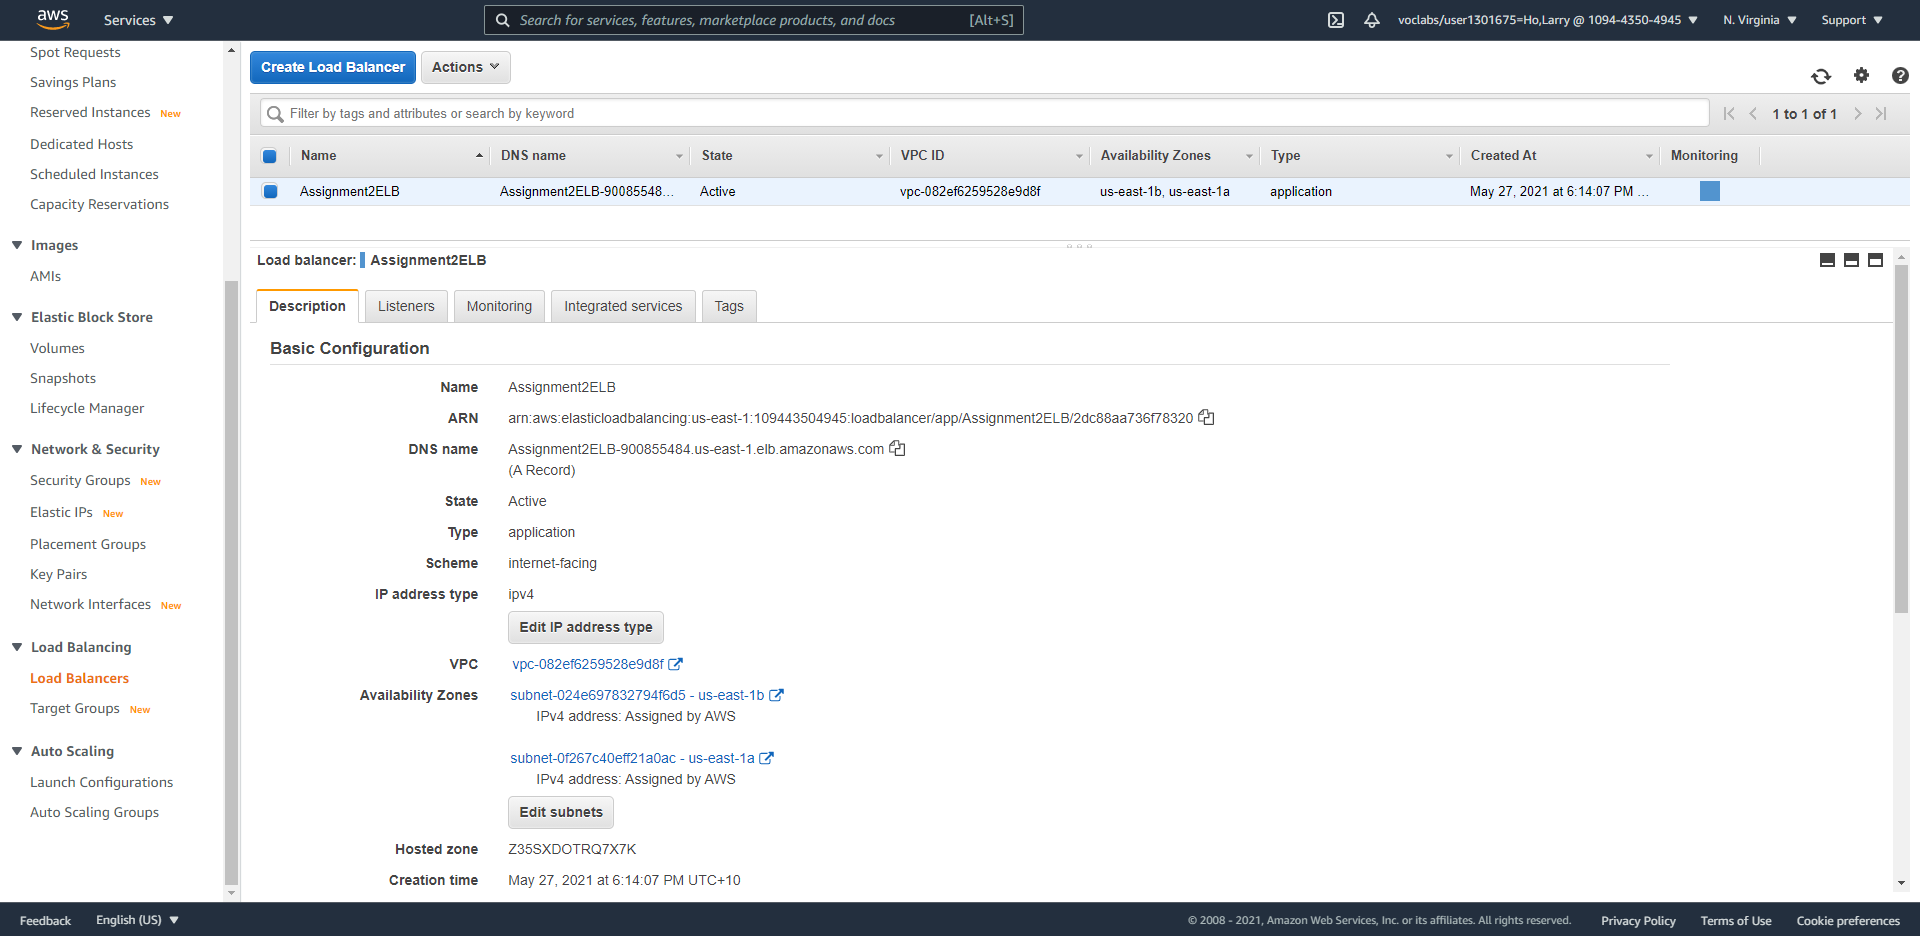 aws
Services
Search for services, features, marketplace products, and docs [Alt+S]
voclabs/user1301675=Ho,Larry @ 1094-4350-4945
N. Virginia
Support
Spot Requests
Savings Plans
Reserved Instances New
Dedicated Hosts
Scheduled Instances
Capacity Reservations
Images
AMIs
Elastic Block Store
Volumes
Snapshots
Lifecycle Manager
Network & Security
Security Groups New
Elastic IPs New
Placement Groups
Key Pairs
Network Interfaces New
Load Balancing
Load Balancers
Target Groups New
Auto Scaling
Launch Configurations
Auto Scaling Groups
Create Load Balancer
Actions
Filter by tags and attributes or search by keyword
1 to 1 of 1
Name DNS name State VPC ID Availability Zones Type Created At Monitoring
Assignment2ELB Assignment2ELB-90085548... Active vpc-082ef6259528e9d8f us-east-1b, us-east-1a application May 27, 2021 at 6:14:07 PM ...
Load balancer: Assignment2ELB
Description Listeners Monitoring Integrated services Tags
Basic Configuration
Name Assignment2ELB
ARN arn:aws:elasticloadbalancing:us-east-1:109443504945:loadbalancer/app/Assignment2ELB/2dc88aa736f78320
DNS name Assignment2ELB-900855484.us-east-1.elb.amazonaws.com
(A Record)
State Active
Type application
Scheme internet-facing
IP address type ipv4
Edit IP address type
VPC vpc-082ef6259528e9d8f
Availability Zones subnet-024e697832794f6d5 - us-east-1b
IPv4 address: Assigned by AWS
subnet-0f267c40eff21a0ac - us-east-1a
IPv4 address: Assigned by AWS
Edit subnets
Hosted zone Z35SXDOTRQ7X7K
Creation time May 27, 2021 at 6:14:07 PM UTC+10
Feedback English (US)
© 2008 - 2021, Amazon Web Services, Inc. or its affiliates. All rights reserved. Privacy Policy Terms of Use Cookie preferences